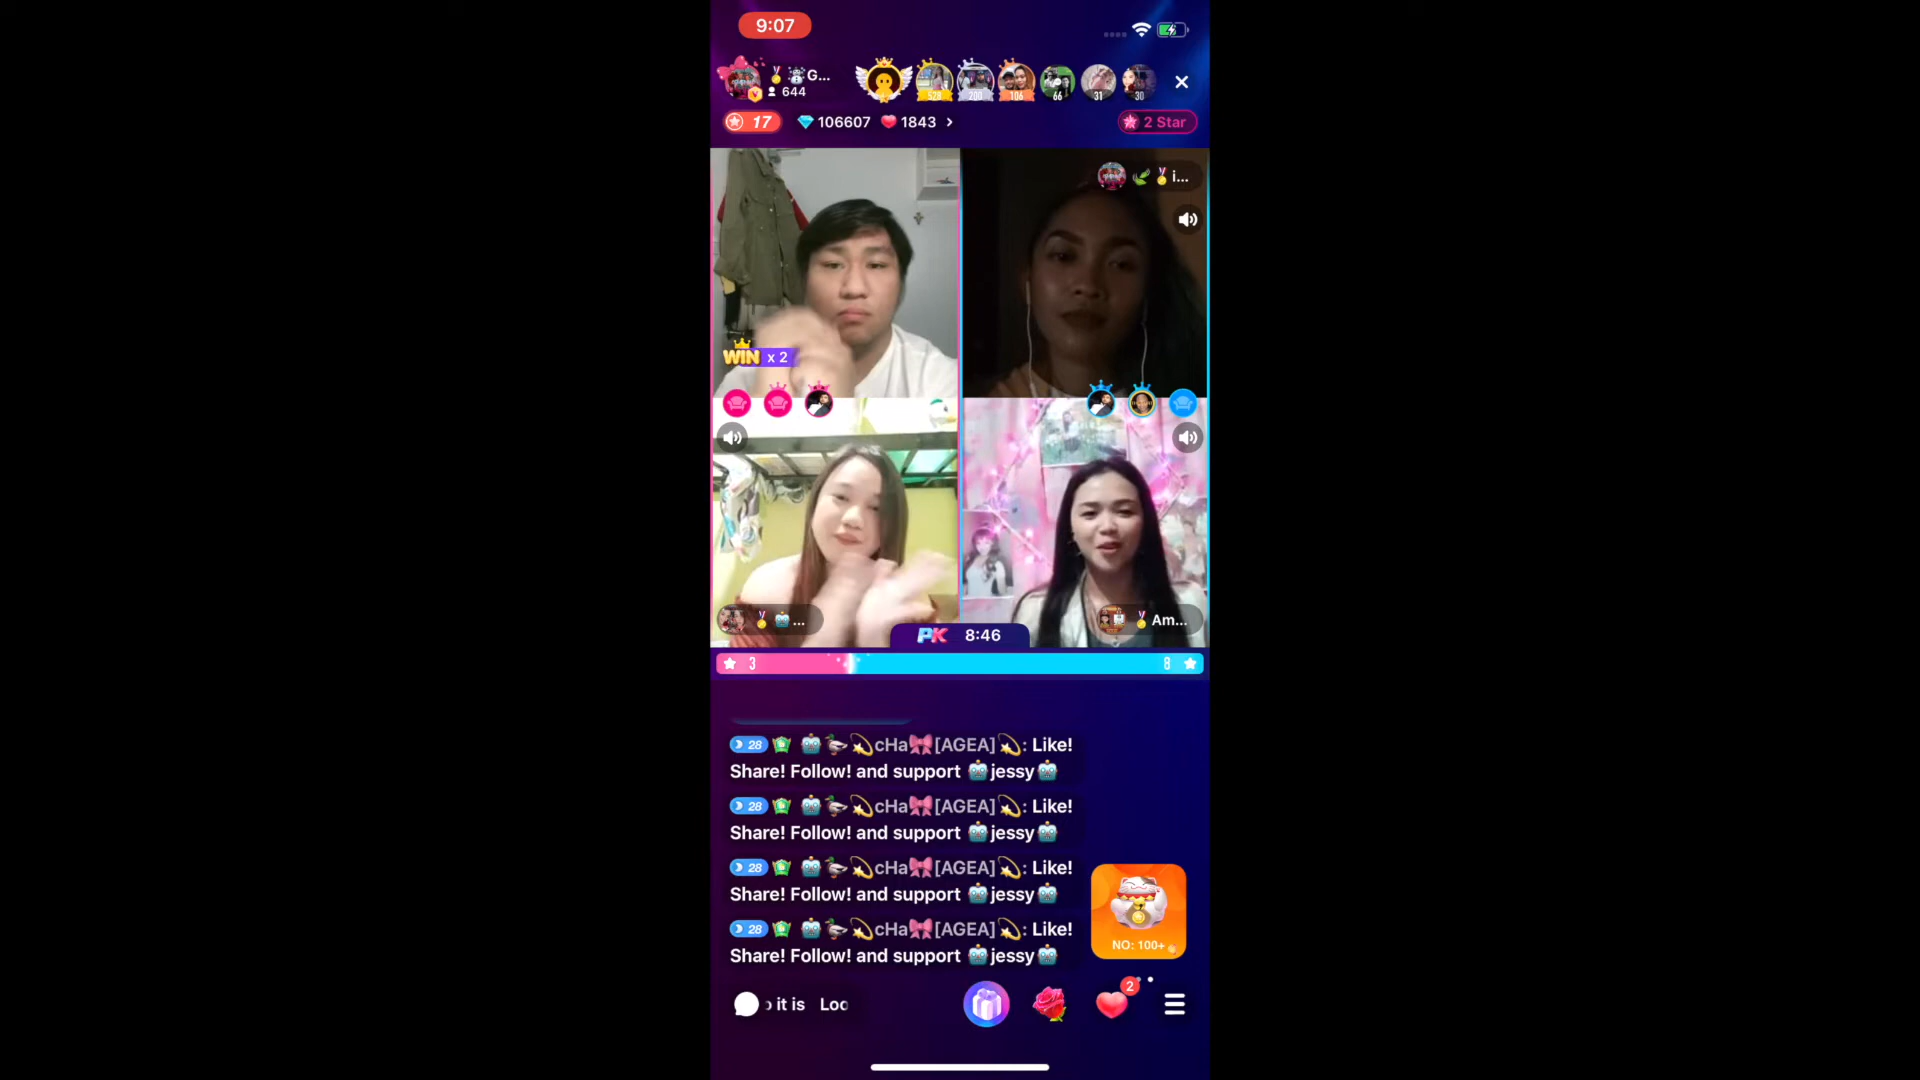 9:07
G...
644
528
200
106
66
31
30
17
106607
1843
2 Star
i...
WIN x 2
...
Am...
PK 8:46
3
8
28 cHa🎀[AGEA]💫: Like!
Share! Follow! and support 🤖jessy🤖
28 cHa🎀[AGEA]💫: Like!
Share! Follow! and support 🤖jessy🤖
28 cHa🎀[AGEA]💫: Like!
Share! Follow! and support 🤖jessy🤖
28 cHa🎀[AGEA]💫: Like!
Share! Follow! and support 🤖jessy🤖
NO: 100+
it is Loo
2